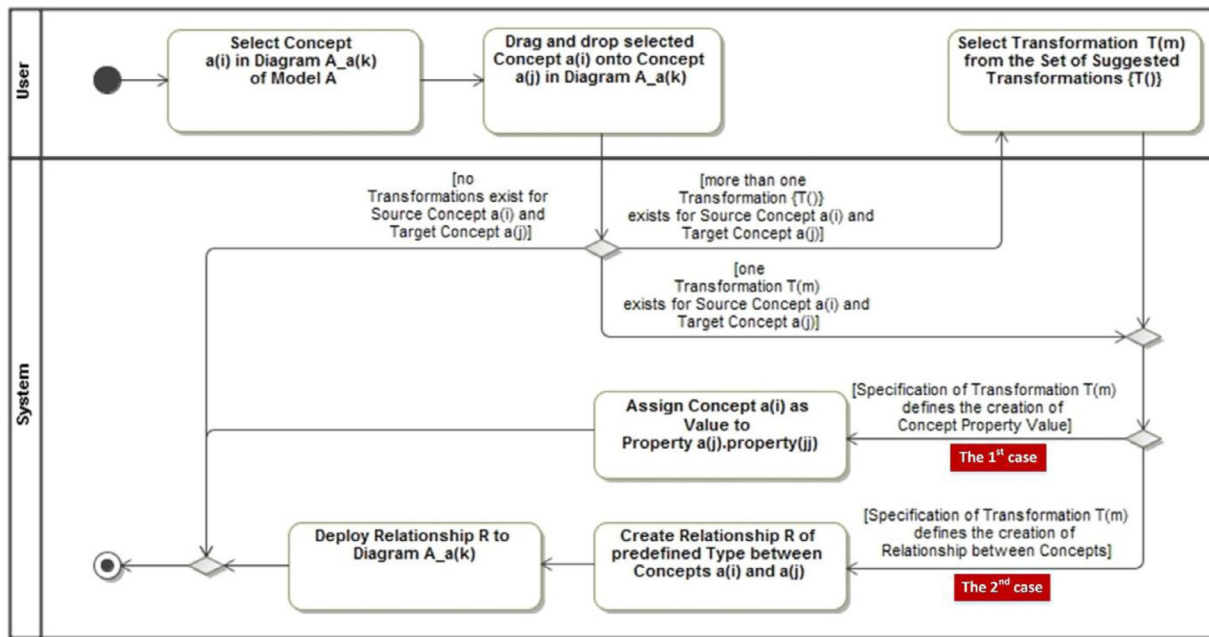 User
Select Concept
a(i) in Diagram A_a(k)
of Model A
Drag and drop selected
Concept a(i) onto Concept
a(j) in Diagram A_a(k)
Select Transformation T(m)
from the Set of Suggested
Transformations {T()}
System
[no
Transformations exist for
Source Concept a(i) and
Target Concept a(j)]
[more than one
Transformation {T()}
exists for Source Concept a(i) and
Target Concept a(j)]
[one
Transformation T(m)
exists for Source Concept a(i) and
Target Concept a(j)]
Assign Concept a(i) as
Value to
Property a(j).property(jj)
[Specification of Transformation T(m)
defines the creation of
Concept Property Value]
The 1st case
Deploy Relationship R to
Diagram A_a(k)
Create Relationship R of
predefined Type between
Concepts a(i) and a(j)
[Specification of Transformation T(m)
defines the creation of
Relationship between Concepts]
The 2nd case